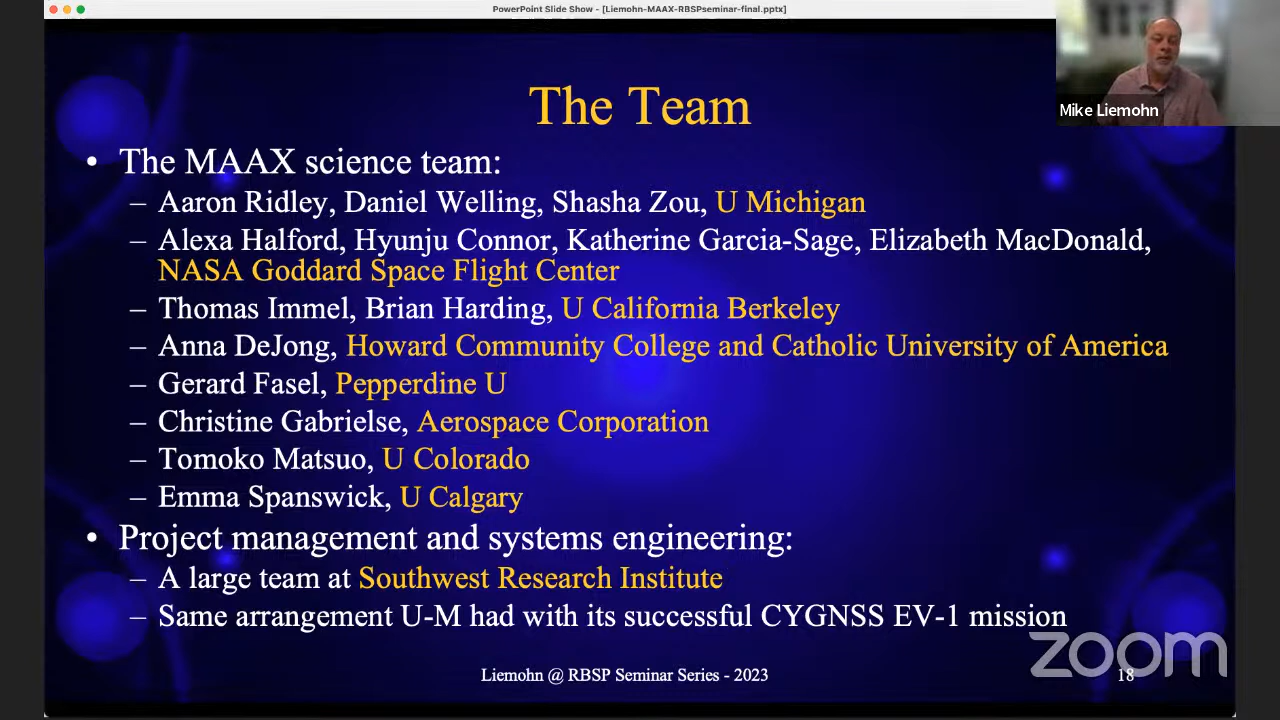 PowerPoint Slide Show - [Liemohn-MAAX-RBSPseminar-final.pptx]
Mike Liemohn
The Team
• The MAAX science team:
– Aaron Ridley, Daniel Welling, Shasha Zou, U Michigan
– Alexa Halford, Hyunju Connor, Katherine Garcia-Sage, Elizabeth MacDonald,
NASA Goddard Space Flight Center
– Thomas Immel, Brian Harding, U California Berkeley
– Anna DeJong, Howard Community College and Catholic University of America
– Gerard Fasel, Pepperdine U
– Christine Gabrielse, Aerospace Corporation
– Tomoko Matsuo, U Colorado
– Emma Spanswick, U Calgary
• Project management and systems engineering:
– A large team at Southwest Research Institute
– Same arrangement U-M had with its successful CYGNSS EV-1 mission
Liemohn @ RBSP Seminar Series - 2023
18
zoom